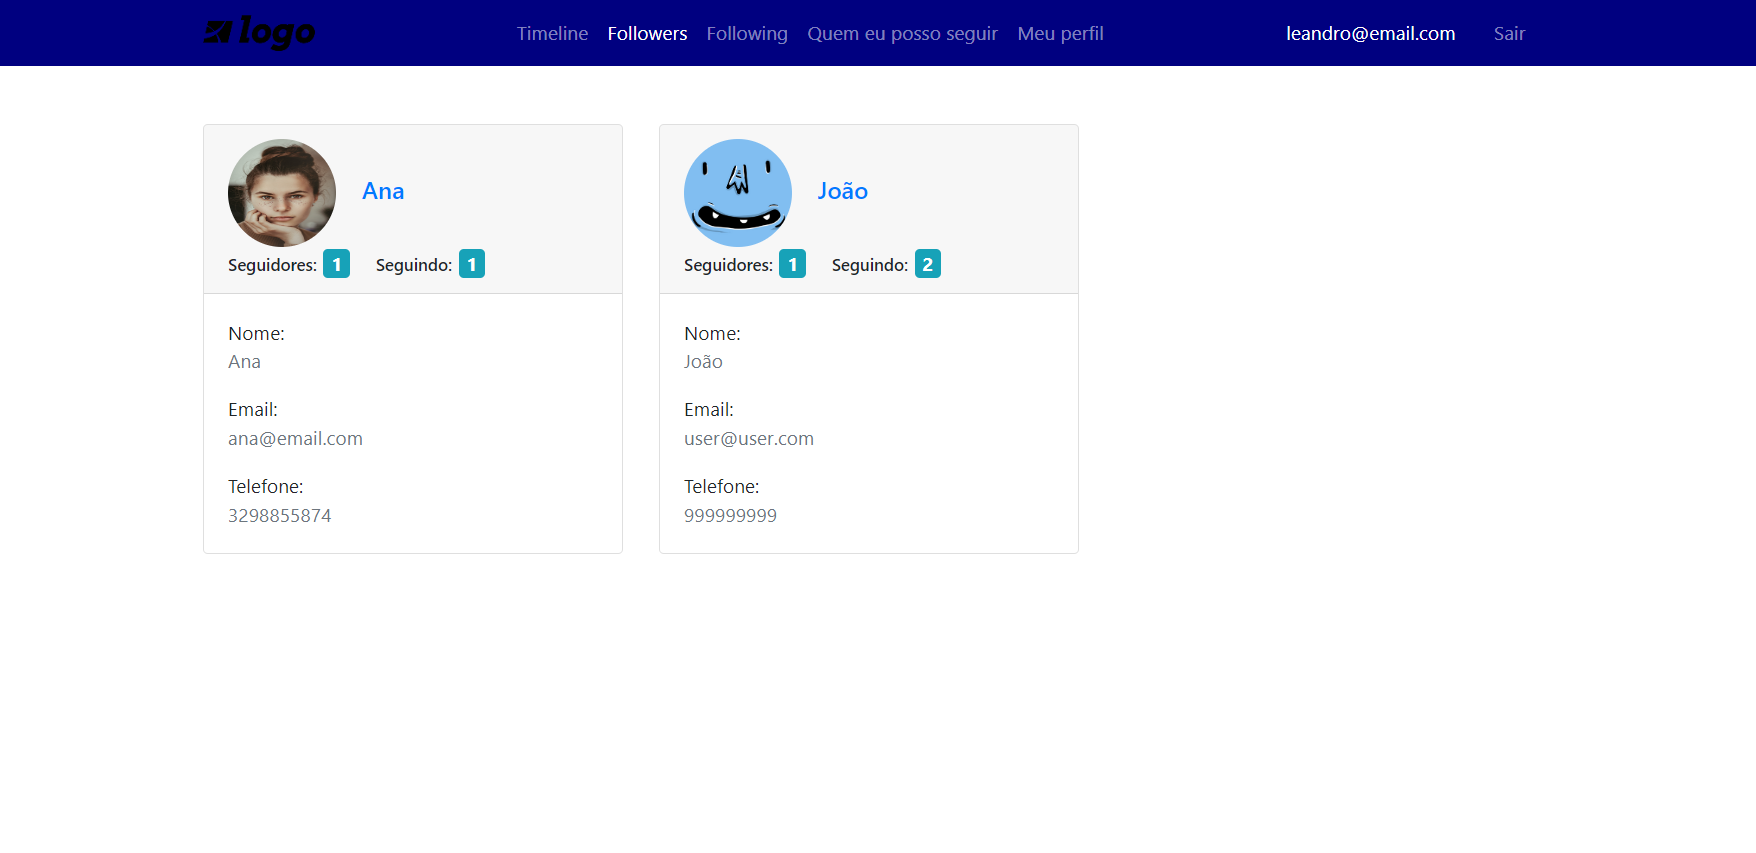 logo Timeline Followers Following Quem eu posso seguir Meu perfil leandro@email.com Sair
Ana
Seguidores: 1 Seguindo: 1
Nome:
Ana
Email:
ana@email.com
Telefone:
3298855874
João
Seguidores: 1 Seguindo: 2
Nome:
João
Email:
user@user.com
Telefone:
999999999